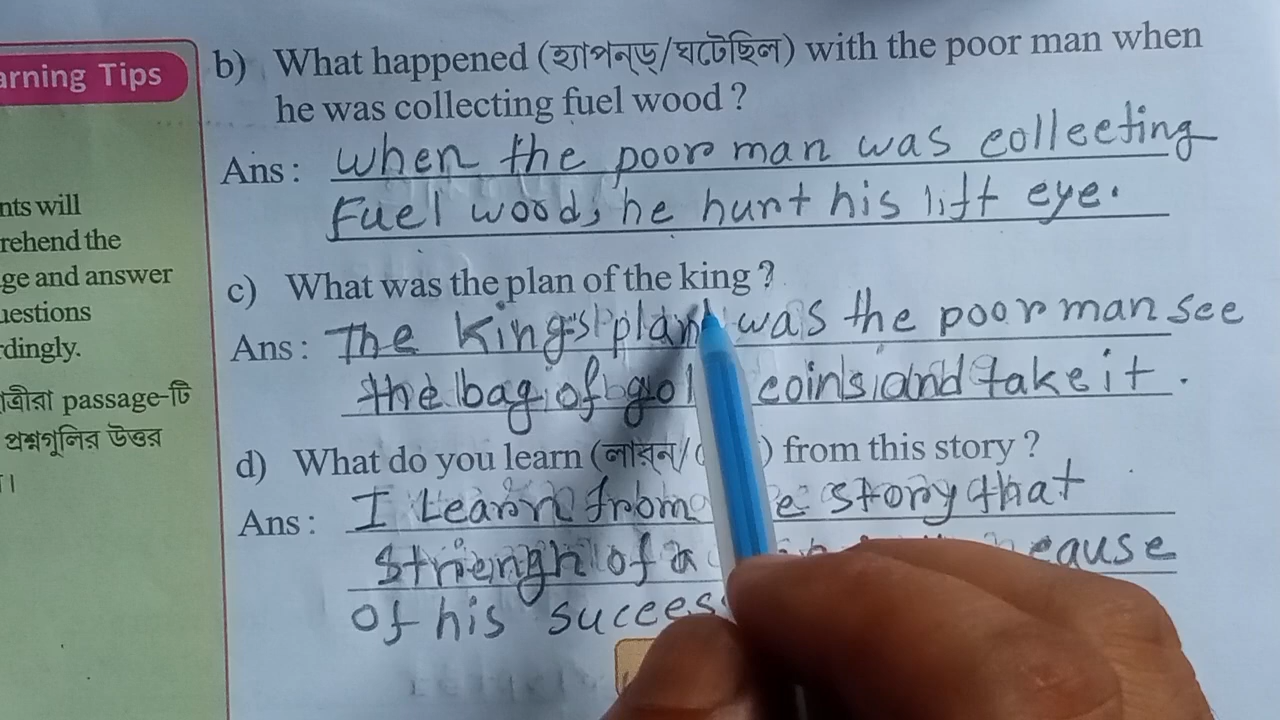 b) What happened (হ্যাপন্ড্/ঘটেছিল) with the poor man when
he was collecting fuel wood ?
Ans : when the poor man was colleeting
Fuel wood, he hunt his lift eye.
c) What was the plan of the king ?
Ans : The King's plan was the poor man see
the bag of gol coins and take it .
d) What do you learn (লার্ন/ ) from this story ?
Ans : I Learn from e story that
Striengh of a eause
of his succes
arning Tips
nts will
rehend the
ge and answer
uestions
rdingly.
passage-টি
প্রশ্নগুলির উত্তর
।